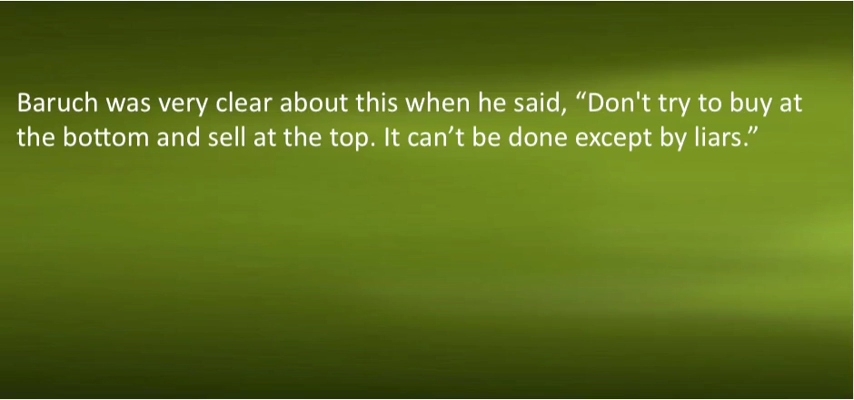 Baruch was very clear about this when he said, “Don't try to buy at
the bottom and sell at the top. It can’t be done except by liars.”